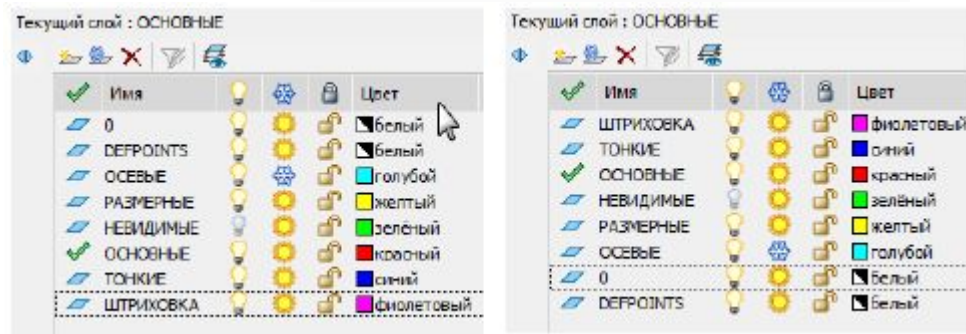 Текущий слой : ОСНОВНЫЕ
Имя Цвет
0 белый
DEFPOINTS белый
ОСЕВЫЕ голубой
РАЗМЕРНЫЕ желтый
НЕВИДИМЫЕ зелёный
ОСНОВНЫЕ красный
ТОНКИЕ синий
ШТРИХОВКА фиолетовый
Текущий слой : ОСНОВНЫЕ
Имя Цвет
ШТРИХОВКА фиолетовый
ТОНКИЕ синий
ОСНОВНЫЕ красный
НЕВИДИМЫЕ зелёный
РАЗМЕРНЫЕ желтый
ОСЕВЫЕ голубой
0 белый
DEFPOINTS белый